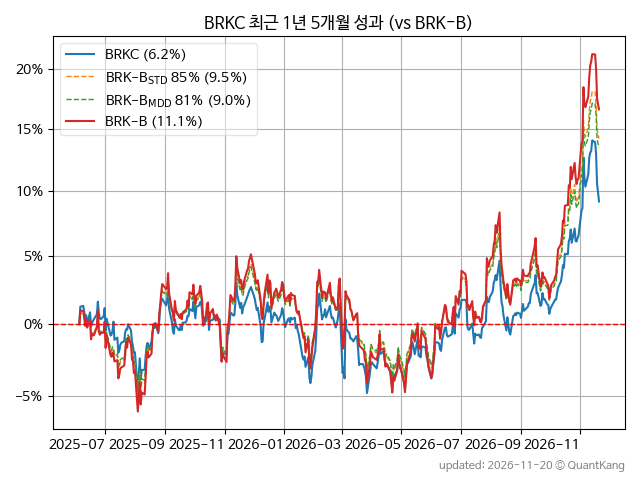 BRKC 최근 1년 5개월 성과 (vs BRK-B)
BRKC (6.2%)
BRK-BSTD 85% (9.5%)
BRK-BMDD 81% (9.0%)
BRK-B (11.1%)
20%
15%
10%
5%
0%
−5%
2025-07 2025-09 2025-11 2026-01 2026-03 2026-05 2026-07 2026-09 2026-11
updated: 2026-11-20 @ QuantKang